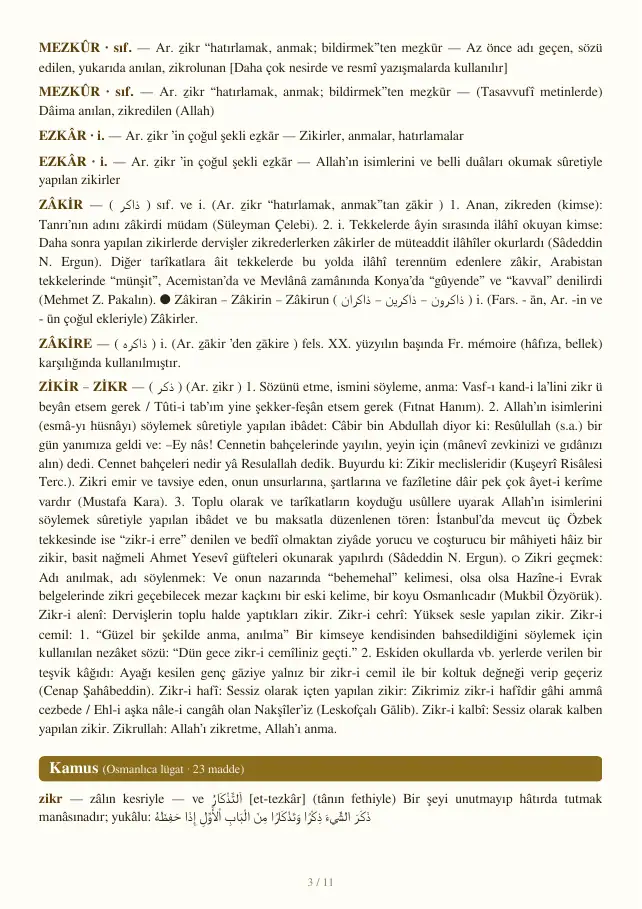 MEZKÛR · sıf. — Ar. ẕikr “hatırlamak, anmak; bildirmek”ten meẕkūr — Az önce adı geçen, sözü
edilen, yukarıda anılan, zikrolunan [Daha çok nesirde ve resmî yazışmalarda kullanılır]
MEZKÛR · sıf. — Ar. ẕikr “hatırlamak, anmak; bildirmek”ten meẕkūr — (Tasavvufî metinlerde)
Dâima anılan, zikredilen (Allah)
EZKÂR · i. — Ar. ẕikr ’in çoğul şekli eẕkār — Zikirler, anmalar, hatırlamalar
EZKÂR · i. — Ar. ẕikr ’in çoğul şekli eẕkār — Allah’ın isimlerini ve belli duâları okumak sûretiyle
yapılan zikirler
ZÂKİR — ( ذاكر ) sıf. ve i. (Ar. ẕikr “hatırlamak, anmak”tan ẕākir ) 1. Anan, zikreden (kimse):
Tanrı’nın adını zâkirdi müdam (Süleyman Çelebi). 2. i. Tekkelerde âyin sırasında ilâhî okuyan kimse:
Daha sonra yapılan zikirlerde dervişler zikrederlerken zâkirler de müteaddit ilâhîler okurlardı (Sâdeddin
N. Ergun). Diğer tarîkatlara âit tekkelerde bu yolda ilâhî terennüm edenlere zâkir, Arabistan
tekkelerinde “münşit”, Acemistan’da ve Mevlânâ zamânında Konya’da “gûyende” ve “kavval” denilirdi
(Mehmet Z. Pakalın). ● Zâkiran – Zâkirin – Zâkirun ( ذاكرون – ذاكرين – ذاكران ) i. (Fars. - ān, Ar. -іn ve
- ūn çoğul ekleriyle) Zâkirler.
ZÂKİRE — ( ذاكره ) i. (Ar. ẕākir ’den ẕākire ) fels. XX. yüzyılın başında Fr. mémoire (hâfıza, bellek)
karşılığında kullanılmıştır.
ZİKİR – ZİKR — ( ذكر ) (Ar. ẕikr ) 1. Sözünü etme, ismini söyleme, anma: Vasf-ı kand-i la’lini zikr ü
beyân etsem gerek / Tûti-i tab’ım yine şekker-feşân etsem gerek (Fıtnat Hanım). 2. Allah’ın isimlerini
(esmâ-yı hüsnâyı) söylemek sûretiyle yapılan ibâdet: Câbir bin Abdullah diyor ki: Resûlullah (s.a.) bir
gün yanımıza geldi ve: –Ey nâs! Cennetin bahçelerinde yayılın, yeyin için (mânevî zevkinizi ve gıdânızı
alın) dedi. Cennet bahçeleri nedir yâ Resulallah dedik. Buyurdu ki: Zikir meclisleridir (Kuşeyrî Risâlesi
Terc.). Zikri emir ve tavsiye eden, onun unsurlarına, şartlarına ve fazîletine dâir pek çok âyet-i kerîme
vardır (Mustafa Kara). 3. Toplu olarak ve tarîkatların koyduğu usûllere uyarak Allah’ın isimlerini
söylemek sûretiyle yapılan ibâdet ve bu maksatla düzenlenen tören: İstanbul’da mevcut üç Özbek
tekkesinde ise “zikr-i erre” denilen ve bedîî olmaktan ziyâde yorucu ve coşturucu bir mâhiyeti hâiz bir
zikir, basit nağmeli Ahmet Yesevî güfteleri okunarak yapılırdı (Sâdeddin N. Ergun). ○ Zikri geçmek:
Adı anılmak, adı söylenmek: Ve onun nazarında “behemehal” kelimesi, olsa olsa Hazîne-i Evrak
belgelerinde zikri geçebilecek mezar kaçkını bir eski kelime, bir koyu Osmanlıcadır (Mukbil Özyörük).
Zikr-i alenî: Dervişlerin toplu halde yaptıkları zikir. Zikr-i cehrî: Yüksek sesle yapılan zikir. Zikr-i
cemil: 1. “Güzel bir şekilde anma, anılma” Bir kimseye kendisinden bahsedildiğini söylemek için
kullanılan nezâket sözü: “Dün gece zikr-i cemîliniz geçti.” 2. Eskiden okullarda vb. yerlerde verilen bir
teşvik kâğıdı: Ayağı kesilen genç gāziye yalnız bir zikr-i cemil ile bir koltuk değneği verip geçeriz
(Cenap Şahâbeddin). Zikr-i hafî: Sessiz olarak içten yapılan zikir: Zikrimiz zikr-i hafîdir gâhi ammâ
cezbede / Ehl-i aşka nâle-i cangâh olan Nakşîler’iz (Leskofçalı Gālib). Zikr-i kalbî: Sessiz olarak kalben
yapılan zikir. Zikrullah: Allah’ı zikretme, Allah’ı anma.
Kamus (Osmanlıca lügat · 23 madde)
zikr — zâlın kesriyle — ve اَلتَّذْكَارُ [et-tezkâr] (tânın fethiyle) Bir şeyi unutmayıp hâtırda tutmak
manâsınadır; yukâlu: ذَكَرَ الشَّيْءَ ذِكْرًا وَتَذْكَارًا مِنَ الْبَابِ الْأَوَّلِ إِذَا حَفِظَهُ
3 / 11